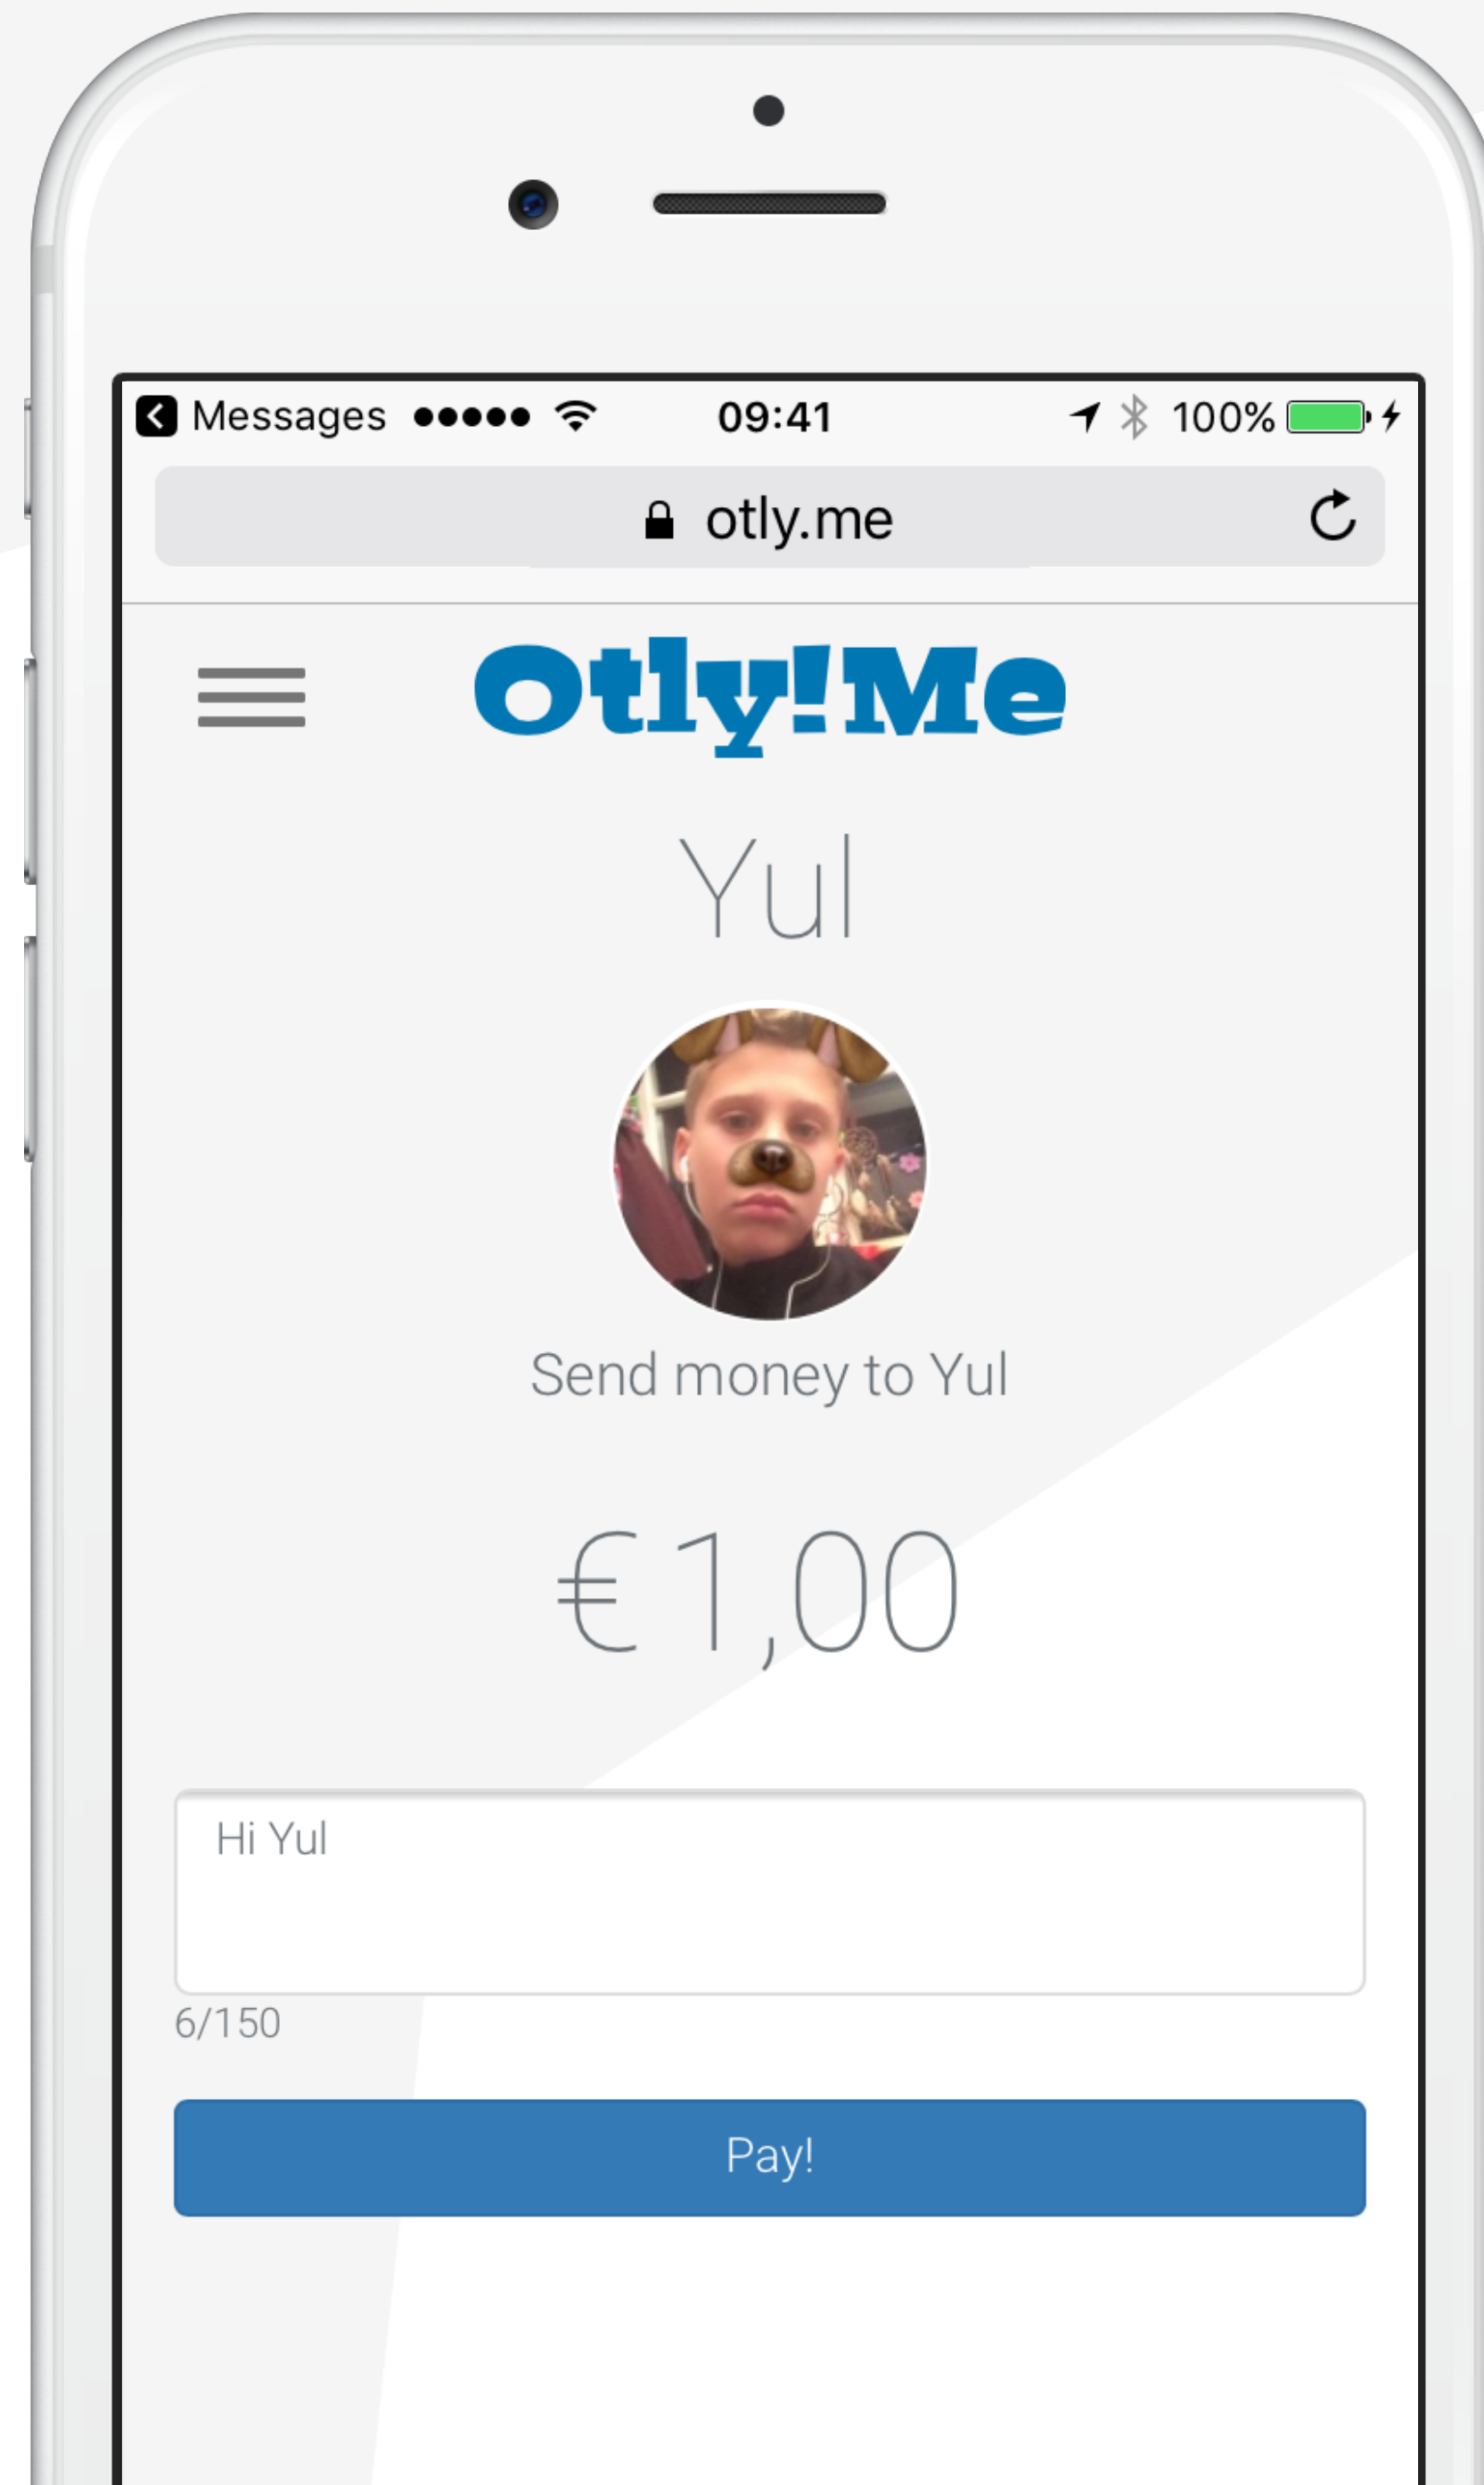 Messages 09:41 100%
otly.me
Otly!Me
Yul
Send money to Yul
€ 1,00
Hi Yul
6/150
Pay!